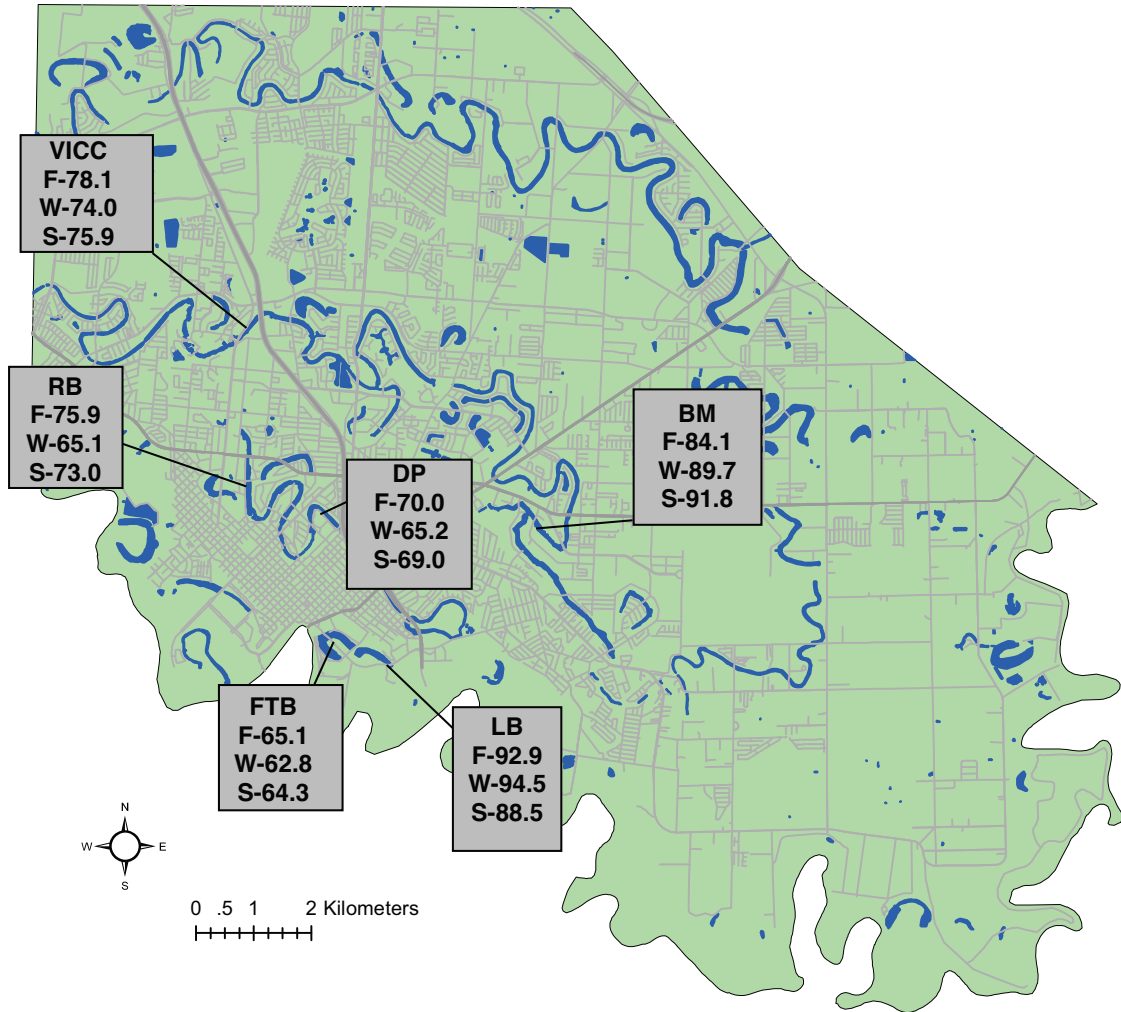 VICC
F-78.1
W-74.0
S-75.9
RB
F-75.9
W-65.1
S-73.0
BM
F-84.1
W-89.7
S-91.8
DP
F-70.0
W-65.2
S-69.0
FTB
F-65.1
W-62.8
S-64.3
LB
F-92.9
W-94.5
S-88.5
N
W E
S
0 .5 1 2 Kilometers